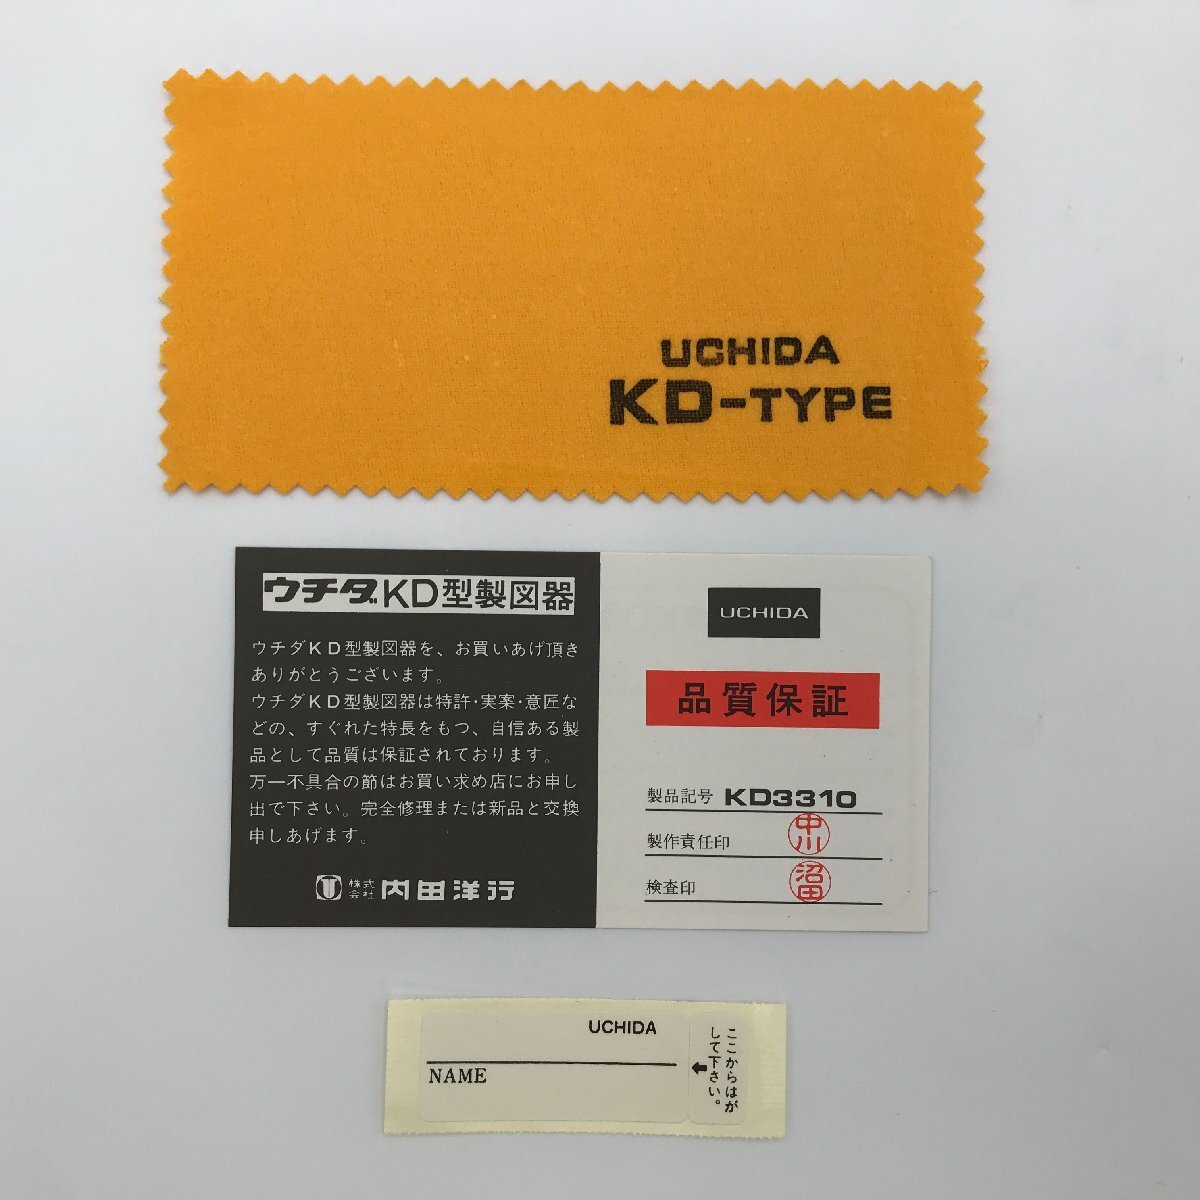 UCHIDA
KD-TYPE
ウチダKD型製図器
ウチダKD型製図器を、お買いあげ頂き
ありがとうございます。
ウチダKD型製図器は特許・実案・意匠な
どの、すぐれた特長をもつ、自信ある製
品として品質は保証されております。
万一不具合の節はお買い求め店にお申し
出で下さい。完全修理または新品と交換
申しあげます。
株式会社 内田洋行
UCHIDA
品質保証
製品記号 KD3310
製作責任印 中川
検査印 沼田
UCHIDA
NAME
ここからはが
して下さい。